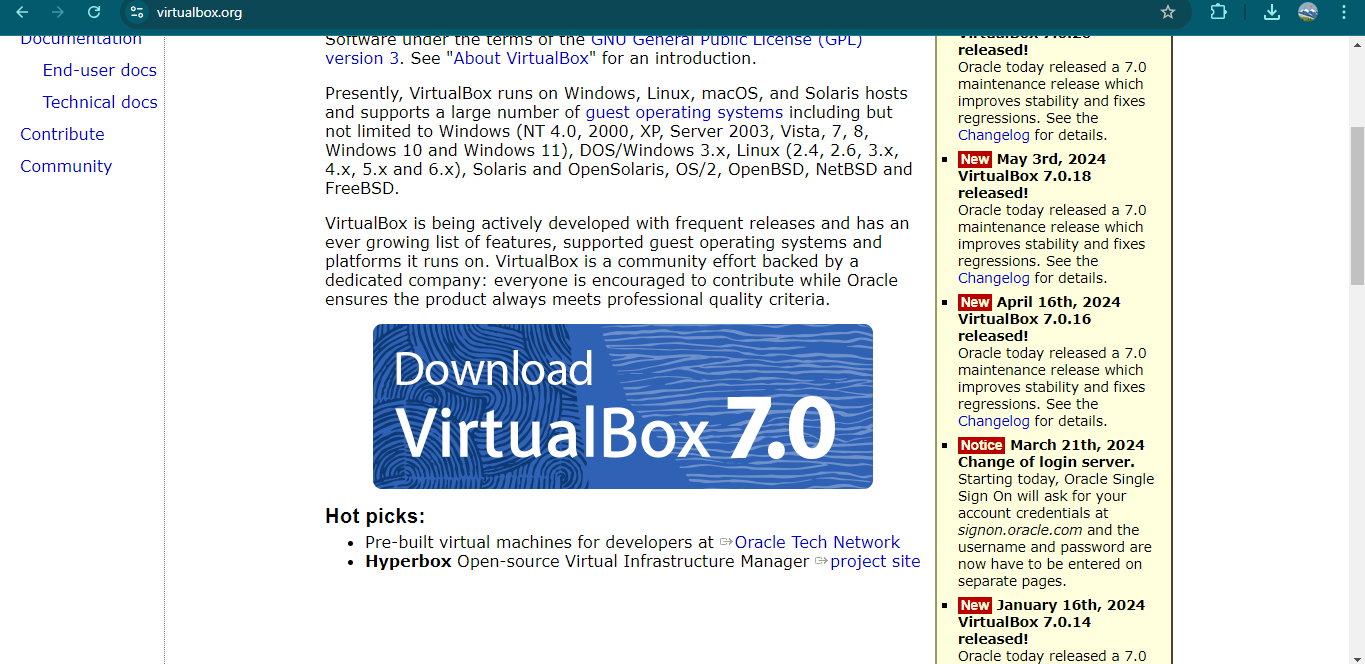 virtualbox.org
Documentation
End-user docs
Technical docs
Contribute
Community
Software under the terms of the GNU General Public License (GPL)
version 3. See "About VirtualBox" for an introduction.
Presently, VirtualBox runs on Windows, Linux, macOS, and Solaris hosts
and supports a large number of guest operating systems including but
not limited to Windows (NT 4.0, 2000, XP, Server 2003, Vista, 7, 8,
Windows 10 and Windows 11), DOS/Windows 3.x, Linux (2.4, 2.6, 3.x,
4.x, 5.x and 6.x), Solaris and OpenSolaris, OS/2, OpenBSD, NetBSD and
FreeBSD.
VirtualBox is being actively developed with frequent releases and has an
ever growing list of features, supported guest operating systems and
platforms it runs on. VirtualBox is a community effort backed by a
dedicated company: everyone is encouraged to contribute while Oracle
ensures the product always meets professional quality criteria.
Download
VirtualBox 7.0
Hot picks:
Pre-built virtual machines for developers at Oracle Tech Network
Hyperbox Open-source Virtual Infrastructure Manager project site
VirtualBox 7.0.20
released!
Oracle today released a 7.0
maintenance release which
improves stability and fixes
regressions. See the
Changelog for details.
New May 3rd, 2024
VirtualBox 7.0.18
released!
Oracle today released a 7.0
maintenance release which
improves stability and fixes
regressions. See the
Changelog for details.
New April 16th, 2024
VirtualBox 7.0.16
released!
Oracle today released a 7.0
maintenance release which
improves stability and fixes
regressions. See the
Changelog for details.
Notice March 21th, 2024
Change of login server.
Starting today, Oracle Single
Sign On will ask for your
account credentials at
signon.oracle.com and the
username and password are
now have to be entered on
separate pages.
New January 16th, 2024
VirtualBox 7.0.14
released!
Oracle today released a 7.0